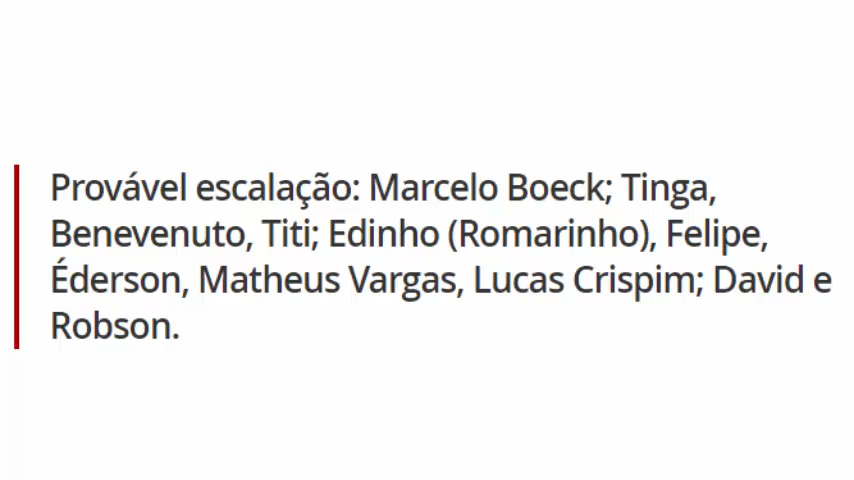 Provável escalação: Marcelo Boeck; Tinga,
Benevenuto, Titi; Edinho (Romarinho), Felipe,
Éderson, Matheus Vargas, Lucas Crispim; David e
Robson.